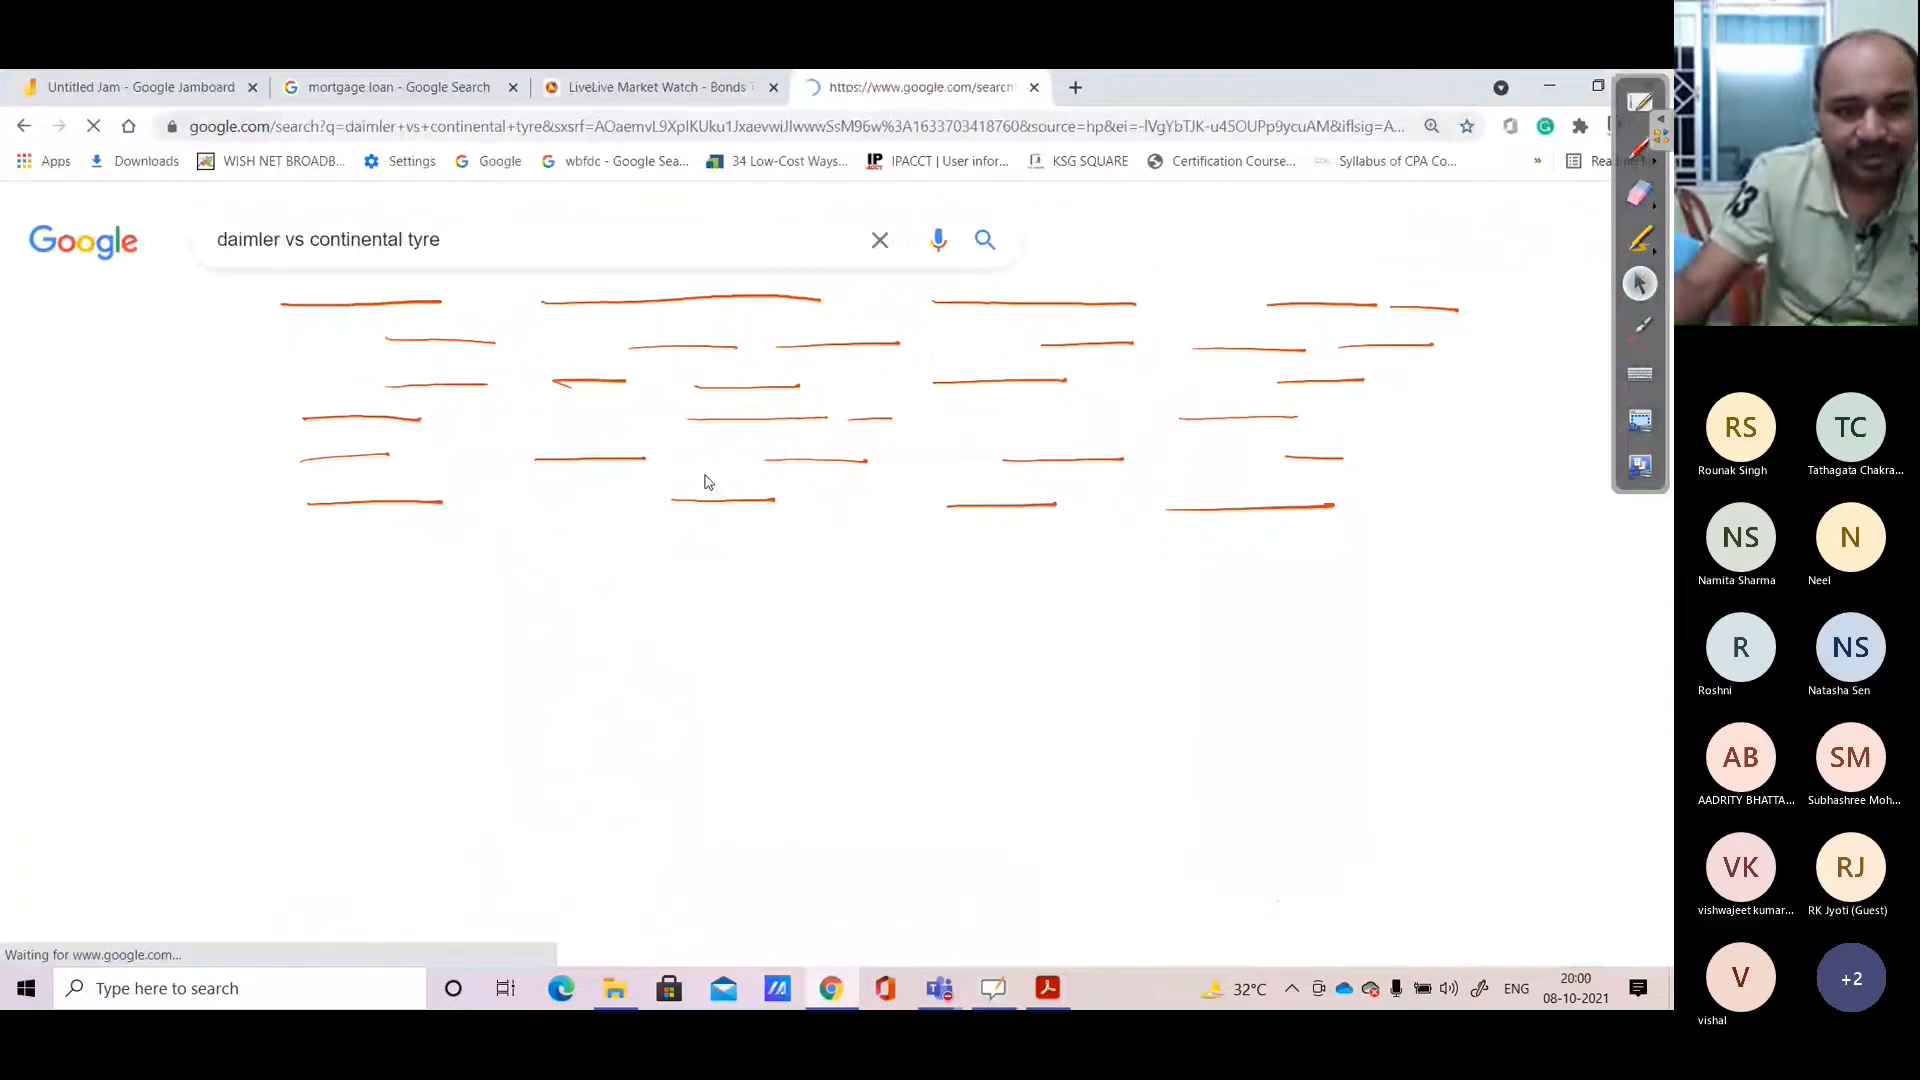 Untitled Jam - Google Jamboard
mortgage loan - Google Search
LiveLive Market Watch - Bonds
https://www.google.com/search
google.com/search?q=daimler+vs+continental+tyre&sxsrf=AOaemvL9XpIKUku1JxaevwiJIwwwSsM96w%3A1633703418760&source=hp&ei=-lVgYbTJK-u45OUPp9ycuAM&iflsig=A...
Apps
Downloads
WISH NET BROADB...
Settings
Google
wbfdc - Google Sea...
34 Low-Cost Ways...
IP
IPACCT
IPACCT | User infor...
KSG SQUARE
Certification Course...
Syllabus of CPA Co...
»
Google
daimler vs continental tyre
RS
TC
Rounak Singh
Tathagata Chakra...
NS
N
Namita Sharma
Neel
R
NS
Roshni
Natasha Sen
AB
SM
AADRITY BHATTA...
Subhashree Moh...
VK
RJ
vishwajeet kumar...
RK Jyoti (Guest)
V
+2
vishal
Waiting for www.google.com...
Type here to search
32°C
ENG
20:00
08-10-2021